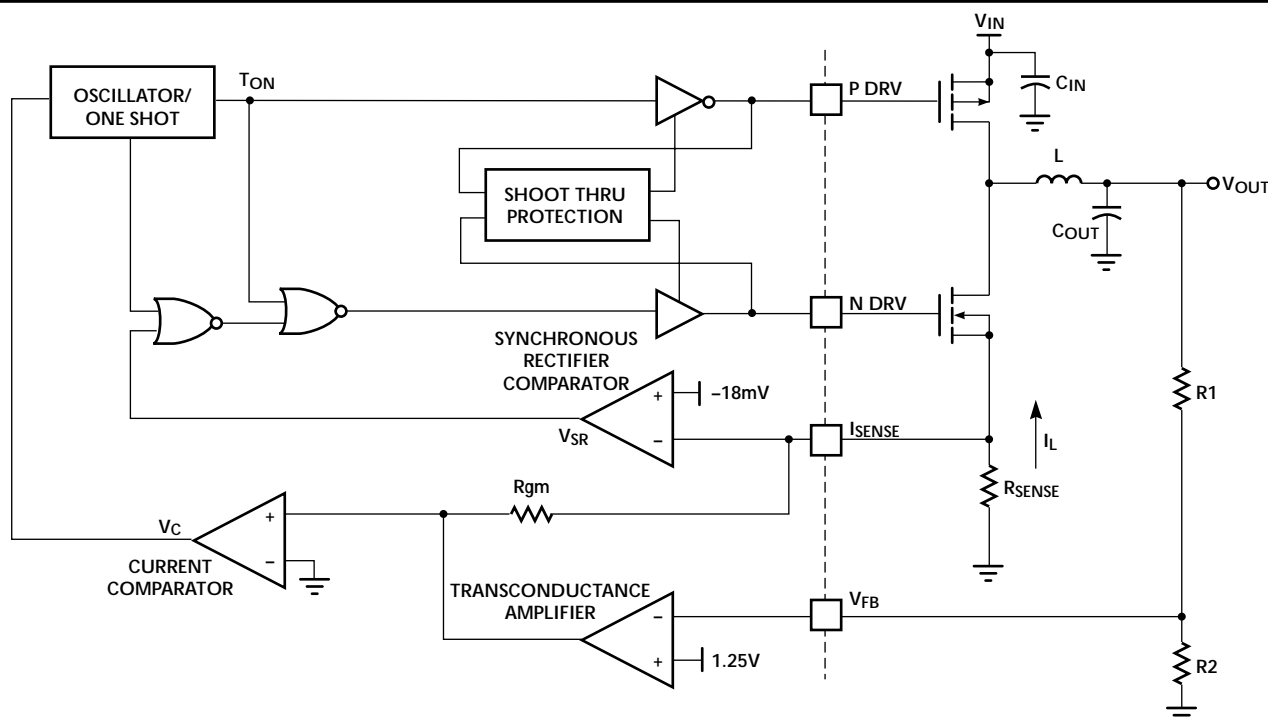 VIN
TON
P DRV
CIN
OSCILLATOR/
ONE SHOT
L
VOUT
SHOOT THRU
PROTECTION
COUT
N DRV
SYNCHRONOUS
RECTIFIER
COMPARATOR
+
–18mV
R1
–
VSR
ISENSE
IL
RSENSE
Rgm
VC
+
–
CURRENT
COMPARATOR
TRANSCONDUCTANCE
AMPLIFIER
VFB
–
+
1.25V
R2